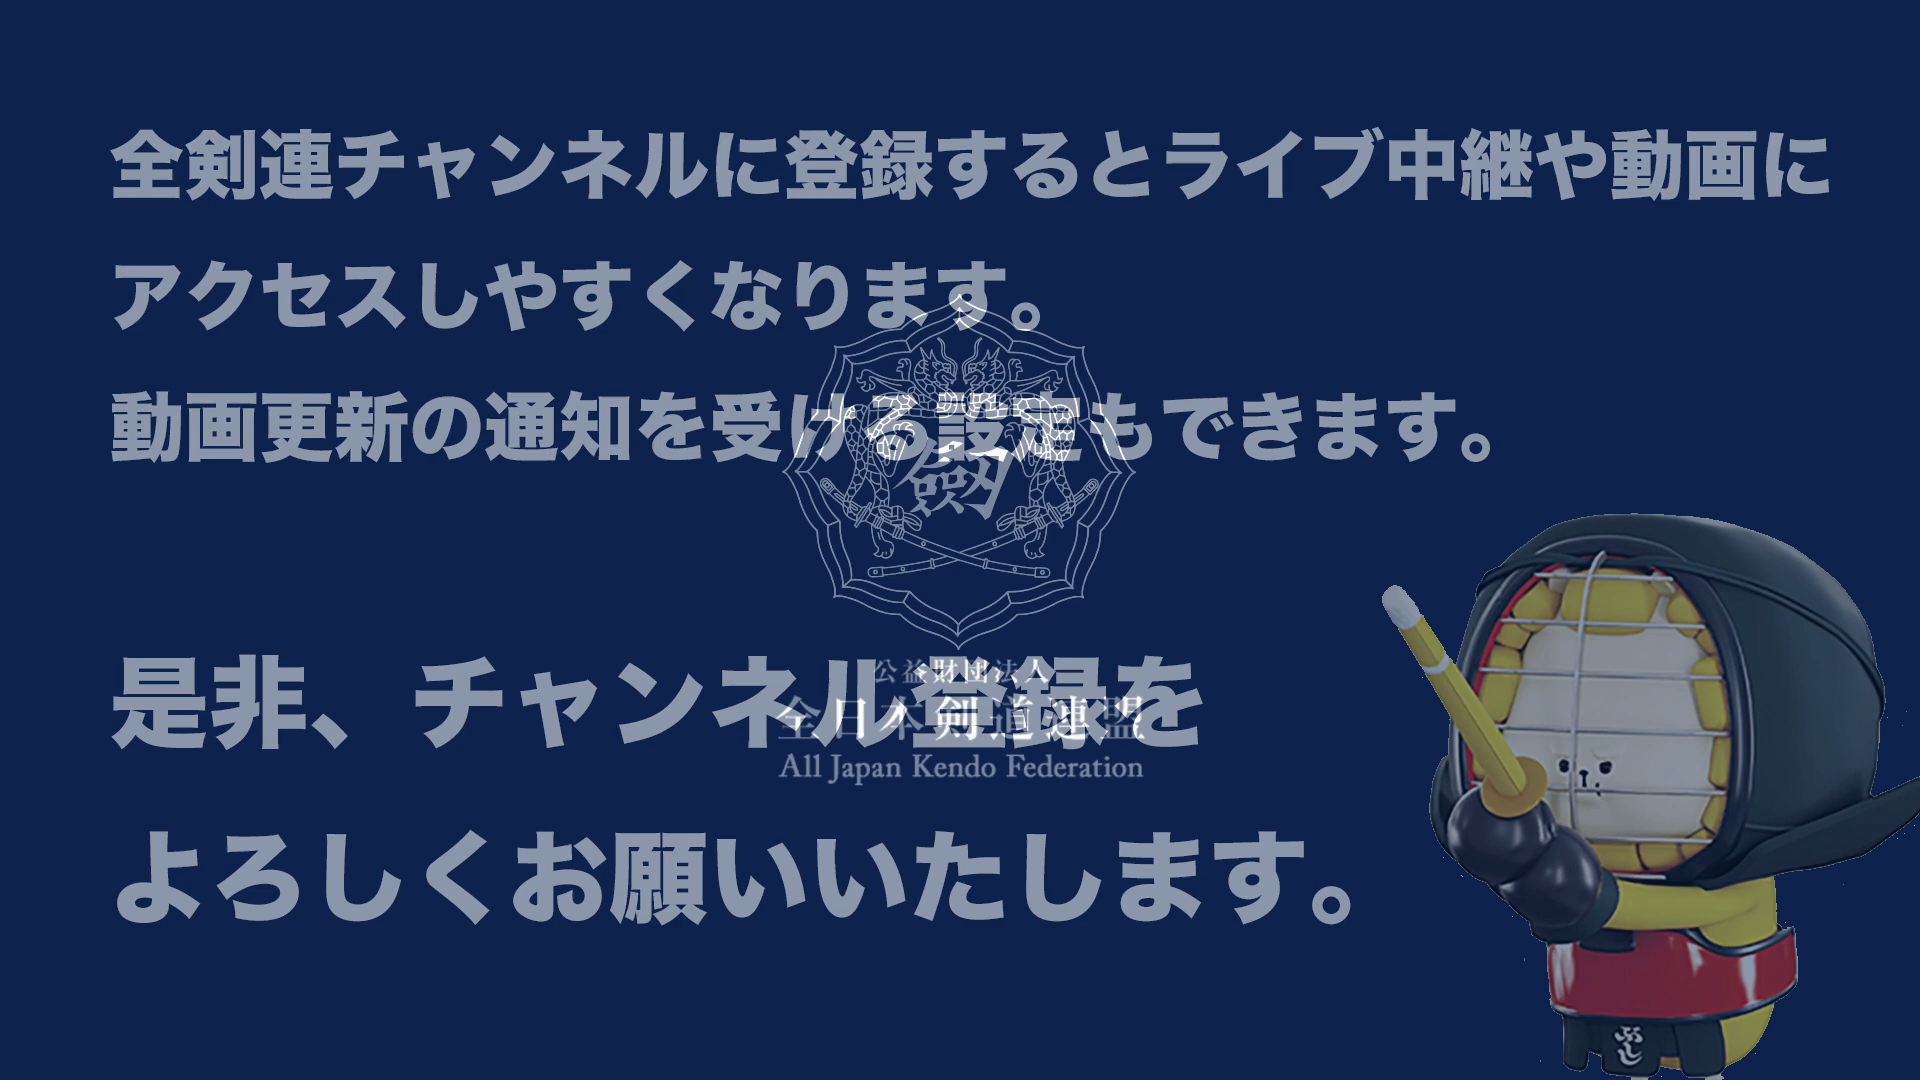 全剣連チャンネルに登録するとライブ中継や動画に
アクセスしやすくなります。
動画更新の通知を受ける設定もできます。
劔
是非、チャンネル登録を
公益財団法人
全日本剣道連盟
All Japan Kendo Federation
よろしくお願いいたします。
ぶし